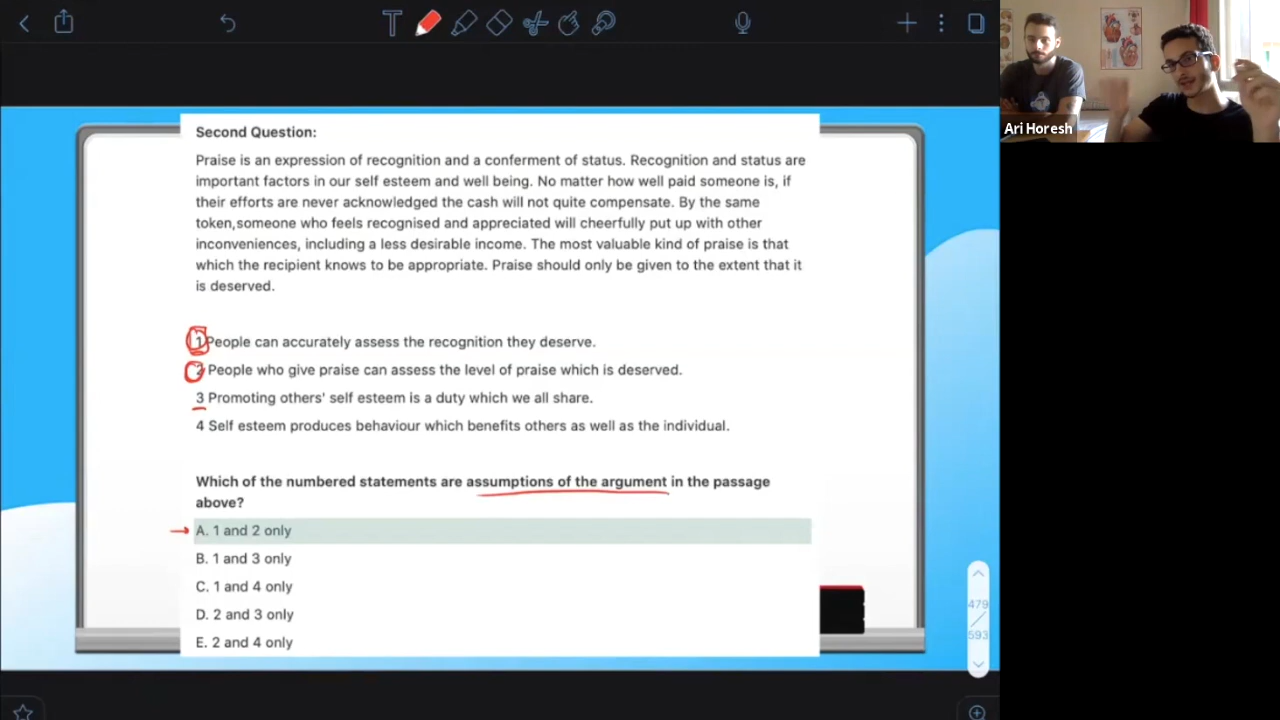 Second Question:
Praise is an expression of recognition and a conferment of status. Recognition and status are
important factors in our self esteem and well being. No matter how well paid someone is, if
their efforts are never acknowledged the cash will not quite compensate. By the same
token,someone who feels recognised and appreciated will cheerfully put up with other
inconveniences, including a less desirable income. The most valuable kind of praise is that
which the recipient knows to be appropriate. Praise should only be given to the extent that it
is deserved.
1 People can accurately assess the recognition they deserve.
2 People who give praise can assess the level of praise which is deserved.
3 Promoting others' self esteem is a duty which we all share.
4 Self esteem produces behaviour which benefits others as well as the individual.
Which of the numbered statements are assumptions of the argument in the passage
above?
A. 1 and 2 only
B. 1 and 3 only
C. 1 and 4 only
D. 2 and 3 only
E. 2 and 4 only
479
593
Ari Horesh